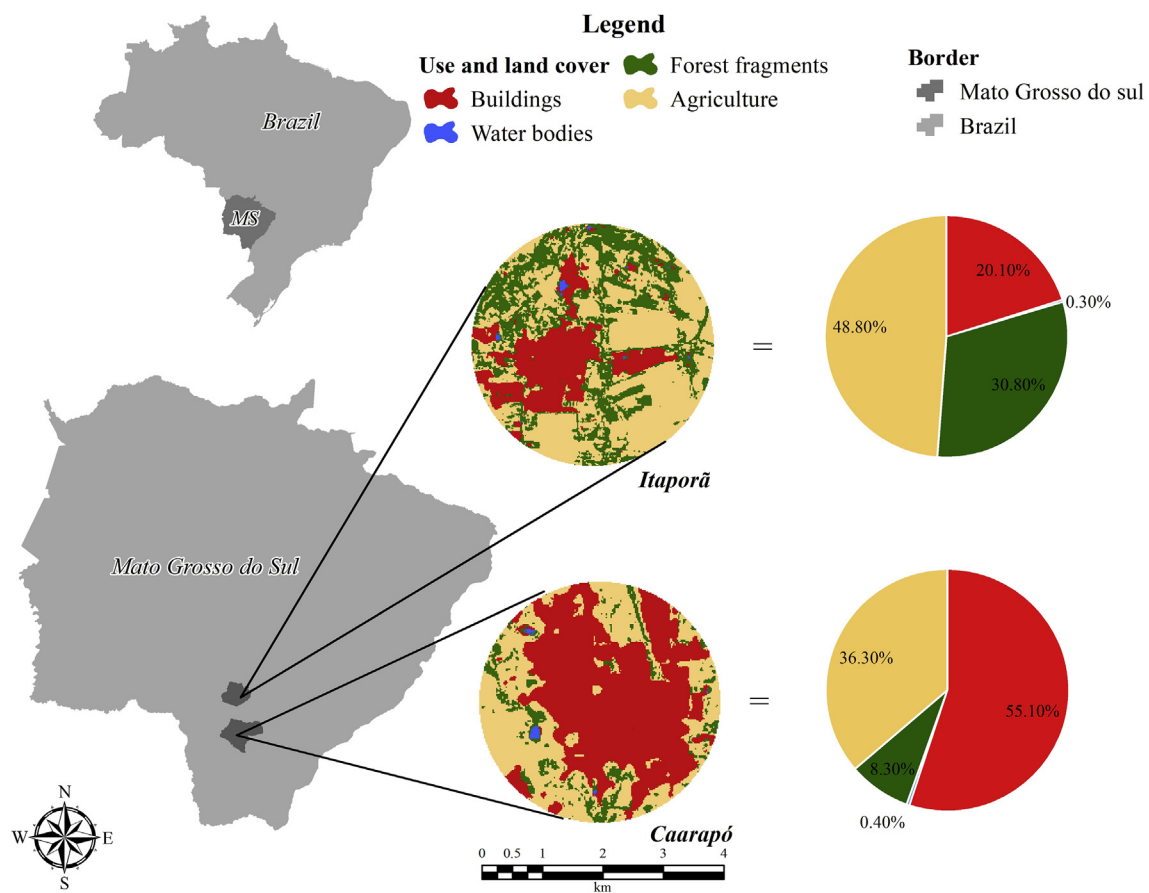 Legend
Use and land cover
Buildings
Water bodies
Forest fragments
Agriculture
Border
Mato Grosso do sul
Brazil
Brazil
MS
20.10%
0.30%
30.80%
48.80%
=
Itaporã
Mato Grosso do Sul
36.30%
55.10%
8.30%
0.40%
=
Caarapó
N
W E
S
0 0.5 1 2 3 4
km